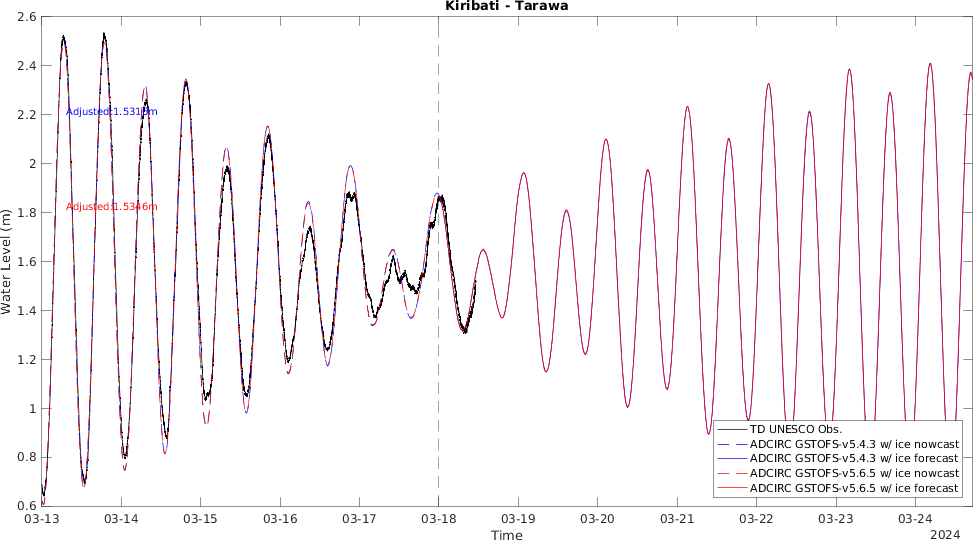 Kiribati - Tarawa
2.6
2.4
2.2
2
1.8
1.6
1.4
1.2
1
0.8
0.6
Water Level (m)
Adjusted:1.5319m
Adjusted:1.5346m
TD UNESCO Obs.
ADCIRC GSTOFS-v5.4.3 w/ ice nowcast
ADCIRC GSTOFS-v5.4.3 w/ ice forecast
ADCIRC GSTOFS-v5.6.5 w/ ice nowcast
ADCIRC GSTOFS-v5.6.5 w/ ice forecast
03-13 03-14 03-15 03-16 03-17 03-18 03-19 03-20 03-21 03-22 03-23 03-24
Time
2024